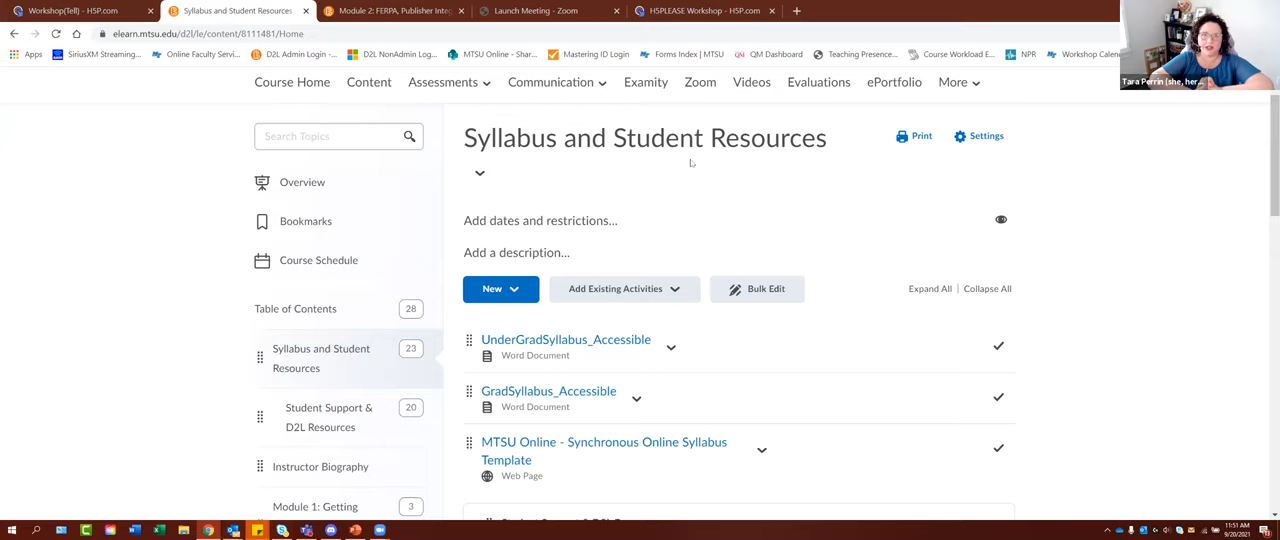 Workshop(Tell) - H5P.com
Syllabus and Student Resources
Module 2: FERPA, Publisher Inte
Launch Meeting - Zoom
H5PLEASE Workshop - H5P.com
elearn.mtsu.edu/d2l/le/content/8111481/Home
Apps
SiriusXM Streaming...
Online Faculty Servi...
D2L Admin Login -...
D2L NonAdmin Log...
MTSU Online - Shar...
Mastering ID Login
Forms Index | MTSU
QM Dashboard
Teaching Presence...
Course Workload E...
NPR
Workshop Calen
Tara Perrin (she, her...
Course Home
Content
Assessments
Communication
Examity
Zoom
Videos
Evaluations
ePortfolio
More
Search Topics
Syllabus and Student Resources
Print
Settings
Overview
Bookmarks
Course Schedule
Table of Contents
28
Syllabus and Student
Resources
23
Student Support &
D2L Resources
20
Instructor Biography
Module 1: Getting
3
Add dates and restrictions...
Add a description...
New
Add Existing Activities
Bulk Edit
Expand All | Collapse All
UnderGradSyllabus_Accessible
Word Document
GradSyllabus_Accessible
Word Document
MTSU Online - Synchronous Online Syllabus
Template
Web Page
11:51 AM
9/20/2021